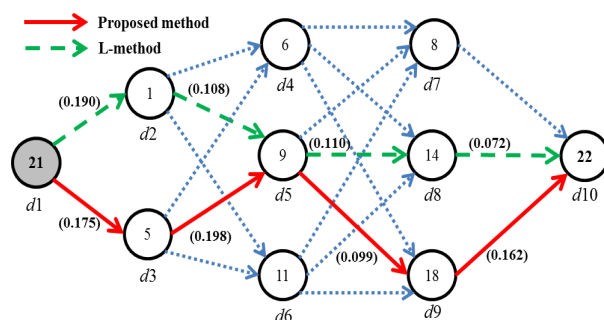 Proposed method
L-method
6
8
d4
d7
(0.190)
1
(0.108)
d2
21
9
(0.110)
14
(0.072)
22
d1
d5
d8
d10
(0.175)
5
(0.198)
(0.099)
(0.162)
d3
11
18
d6
d9